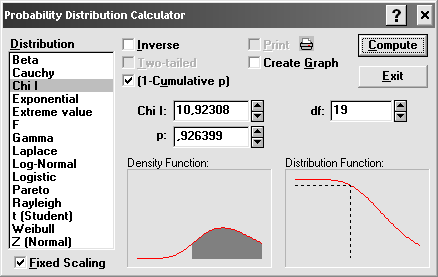 Probability Distribution Calculator
Distribution
Beta
Cauchy
Chi I
Exponential
Extreme value
F
Gamma
Laplace
Log-Normal
Logistic
Pareto
Rayleigh
t (Student)
Weibull
Z (Normal)
Fixed Scaling
Inverse
Two-tailed
(1-Cumulative p)
Print
Create Graph
Compute
Exit
Chi I: 10,92308
df: 19
p: ,926399
Density Function:
Distribution Function: